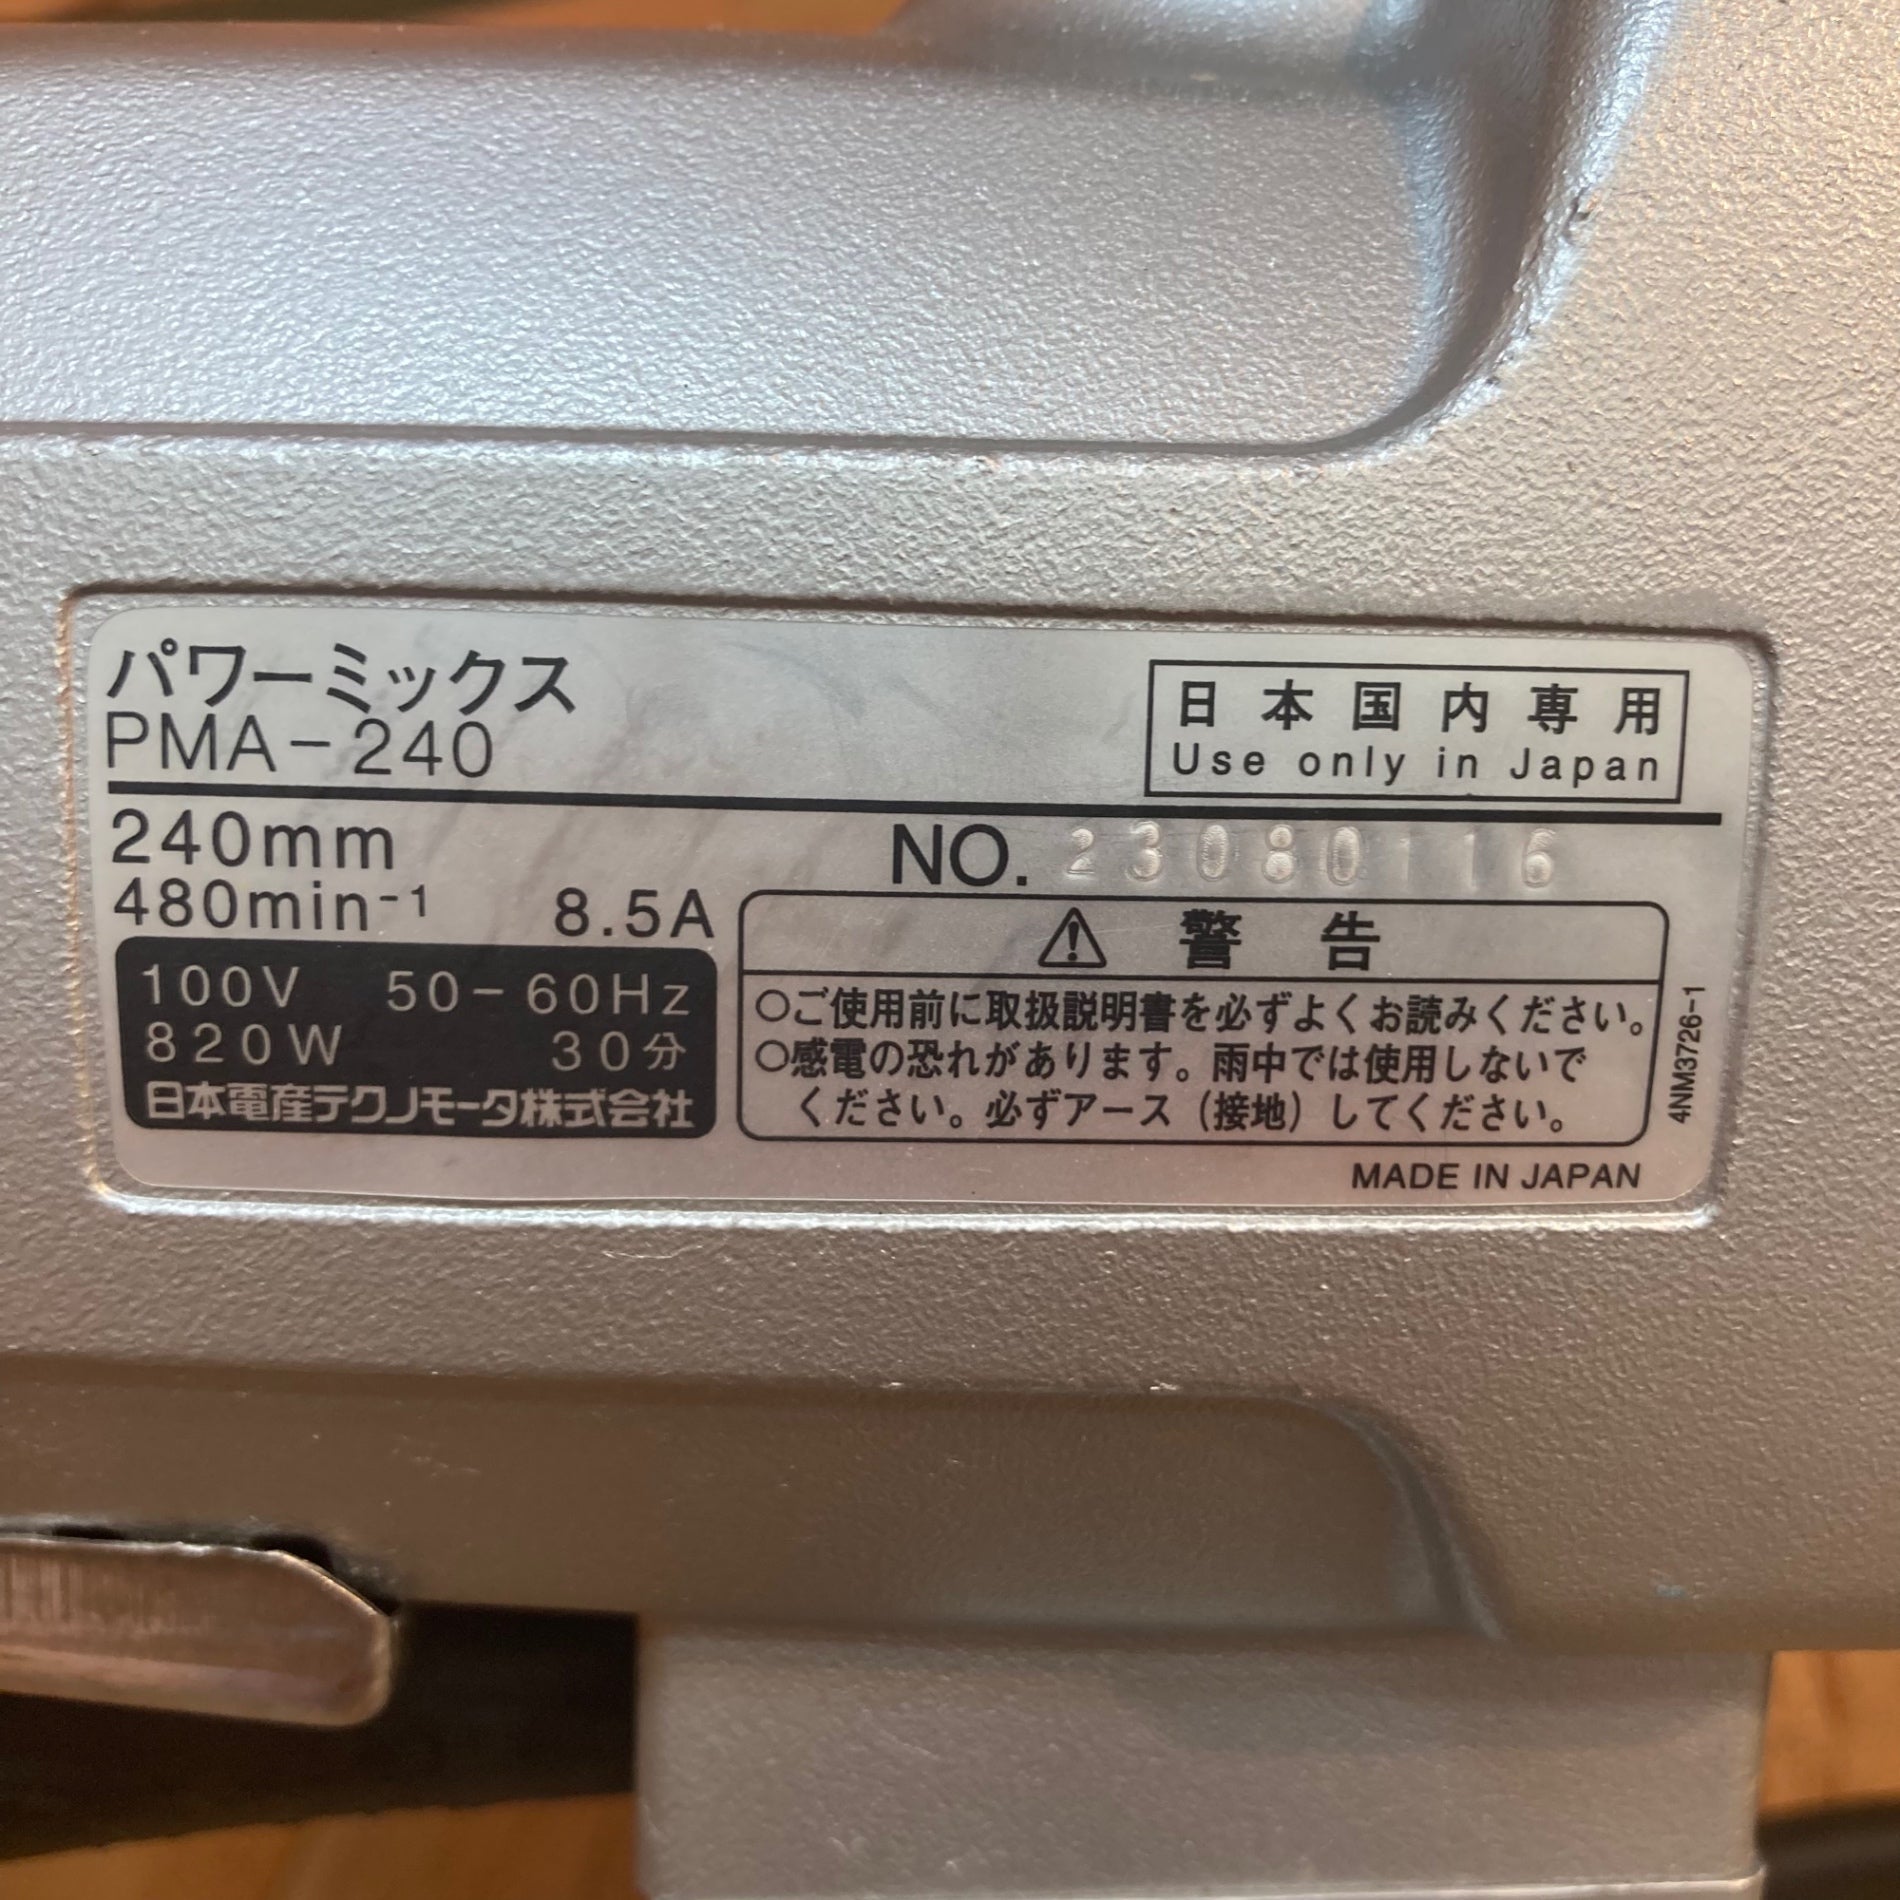 パワーミックス
PMA-240
日本国内専用
Use only in Japan
240mm
480min⁻¹ 8.5A
NO. 23080116
100V 50-60Hz
820W 30分
日本電産テクノモータ株式会社
⚠ 警告
○ご使用前に取扱説明書を必ずよくお読みください。
○感電の恐れがあります。雨中では使用しないで
ください。必ずアース（接地）してください。
4NM3726-1
MADE IN JAPAN